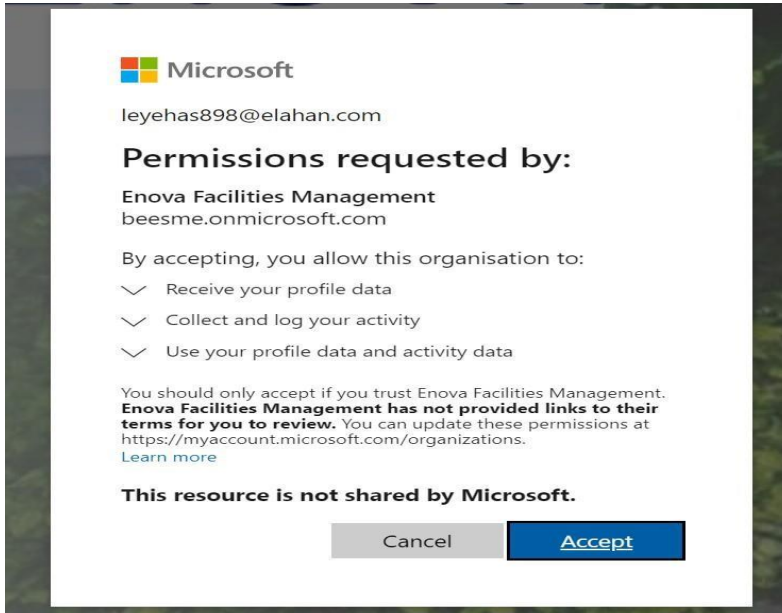 Microsoft
leyehas898@elahan.com
Permissions requested by:
Enova Facilities Management
beesme.onmicrosoft.com
By accepting, you allow this organisation to:
Receive your profile data
Collect and log your activity
Use your profile data and activity data
You should only accept if you trust Enova Facilities Management.
Enova Facilities Management has not provided links to their
terms for you to review. You can update these permissions at
https://myaccount.microsoft.com/organizations.
Learn more
This resource is not shared by Microsoft.
Cancel Accept